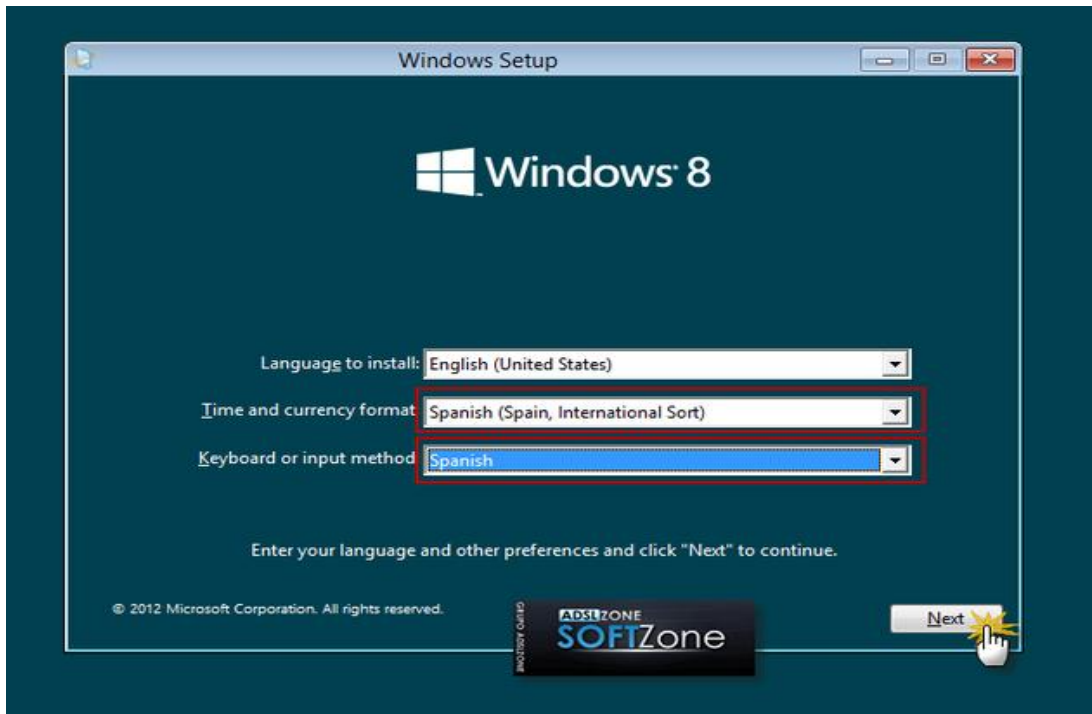 Windows Setup
Windows 8
Language to install: English (United States)
Time and currency format Spanish (Spain, International Sort)
Keyboard or input method Spanish
Enter your language and other preferences and click "Next" to continue.
© 2012 Microsoft Corporation. All rights reserved.
GRUPO ADSLZONE
ADSLZONE
SOFTZone
Next